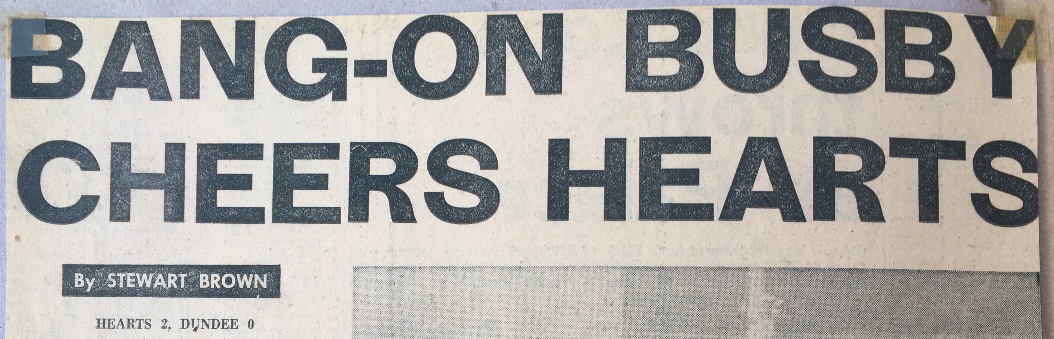 BANG-ON BUSBY
CHEERS HEARTS
By STEWART BROWN
HEARTS 2, DUNDEE 0